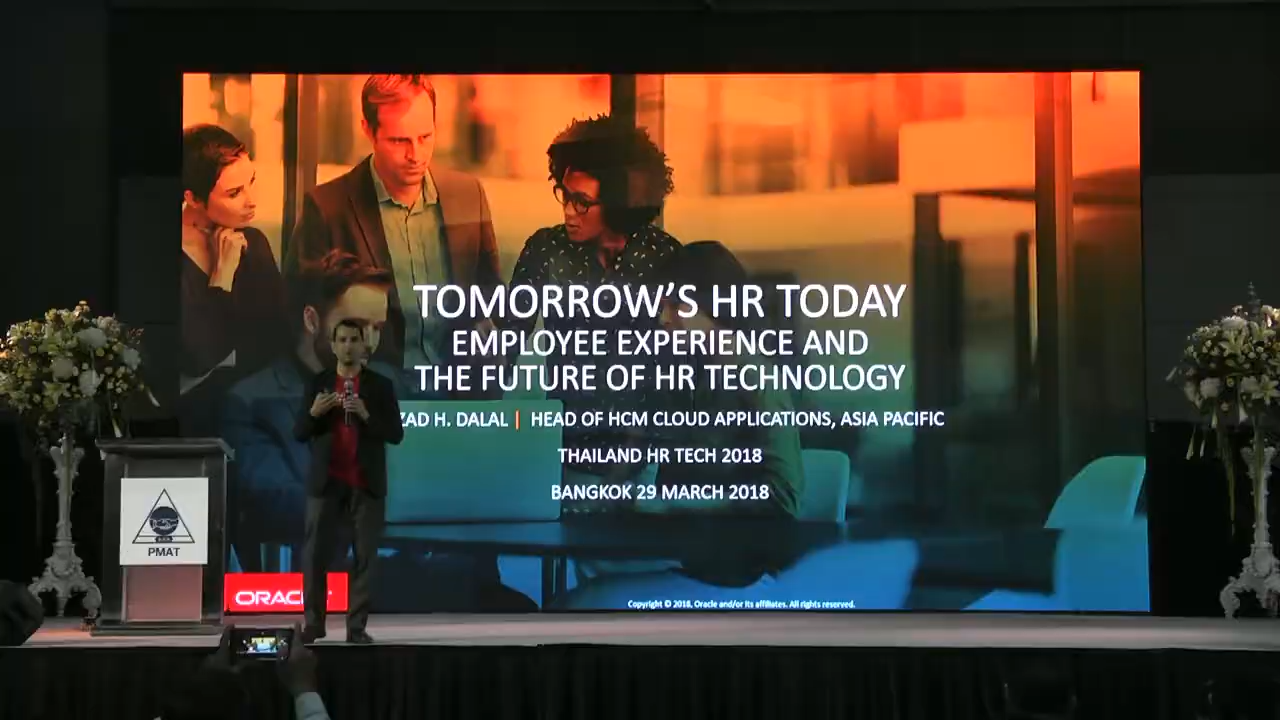 TOMORROW'S HR TODAY
EMPLOYEE EXPERIENCE AND
THE FUTURE OF HR TECHNOLOGY
ZAD H. DALAL | HEAD OF HCM CLOUD APPLICATIONS, ASIA PACIFIC
THAILAND HR TECH 2018
BANGKOK 29 MARCH 2018
PMAT
ORAC
Copyright © 2018, Oracle and/or its affiliates. All rights reserved.